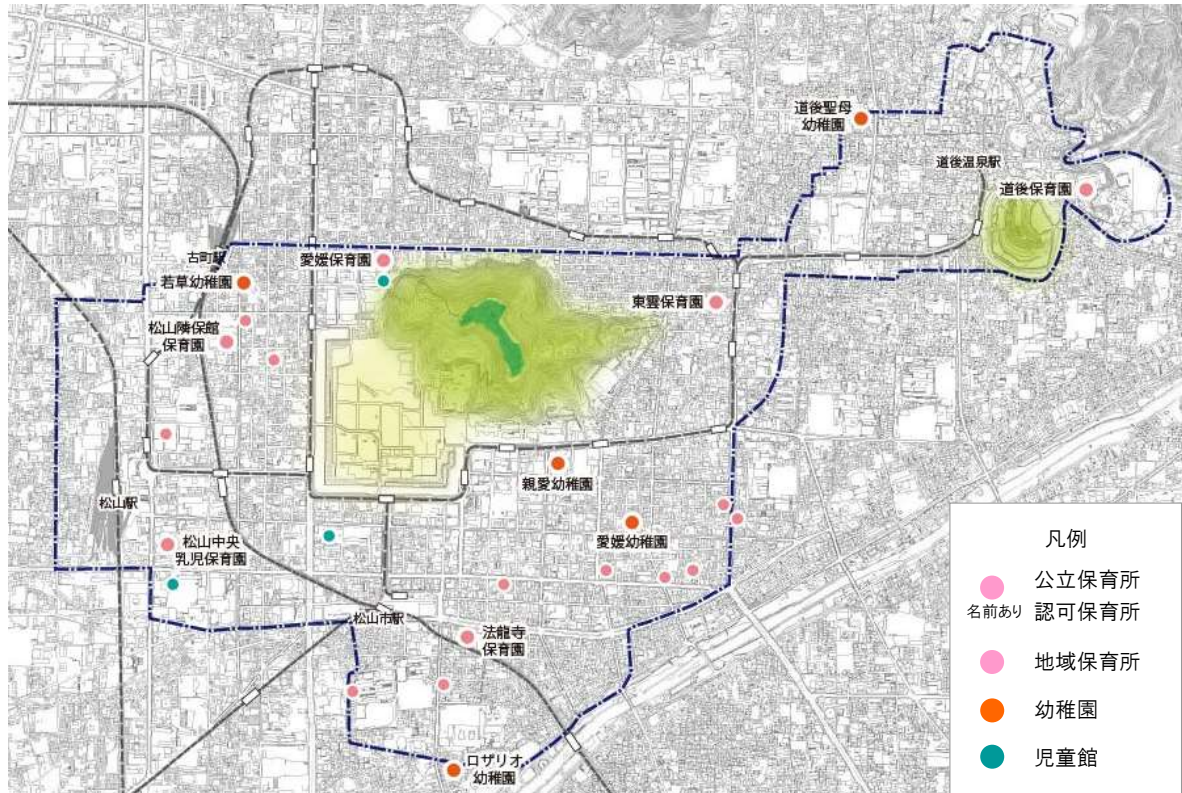 道後聖母
幼稚園
道後温泉駅
道後保育園
古町駅
愛媛保育園
若草幼稚園
東雲保育園
松山隣保館
保育園
親愛幼稚園
松山駅
愛媛幼稚園
松山中央
乳児保育園
松山市駅
法龍寺
保育園
ロザリオ
幼稚園
凡例
公立保育所
名前あり 認可保育所
地域保育所
幼稚園
児童館